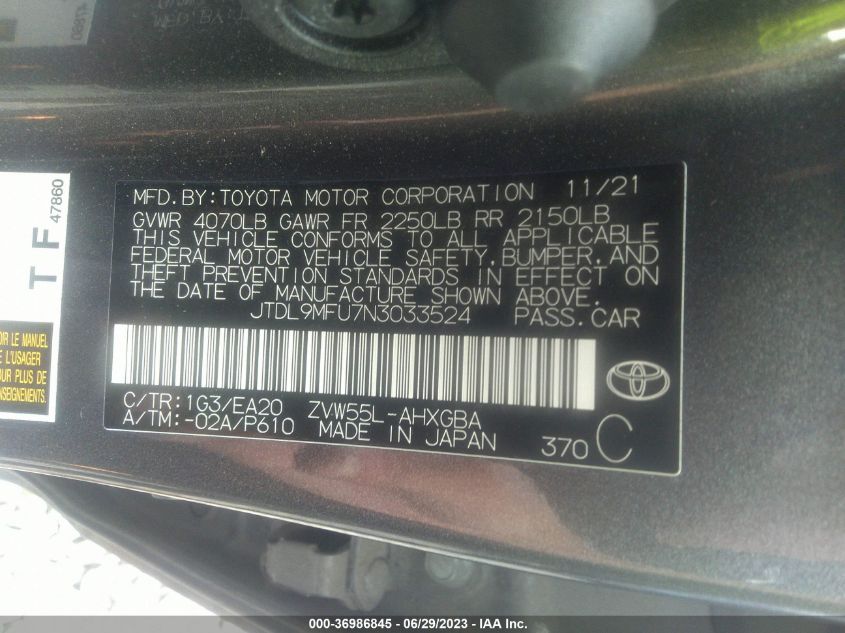 MFD.BY:TOYOTA MOTOR CORPORATION 11/21
GVWR 4070LB GAWR FR 2250LB RR 2150LB
THIS VEHICLE CONFORMS TO ALL APPLICABLE
FEDERAL MOTOR VEHICLE SAFETY,BUMPER,AND
THEFT PREVENTION STANDARDS IN EFFECT ON
THE DATE OF MANUFACTURE SHOWN ABOVE.
JTDL9MFU7N3033524 PASS.CAR
C/TR:1G3/EA20 ZVW55L-AHXGBA
A/TM:-02A/P610 MADE IN JAPAN 370 C
T F
47860
LE MANUEL
L'USAGER
PLUS DE
000-36986845 - 06/29/2023 - IAA Inc.